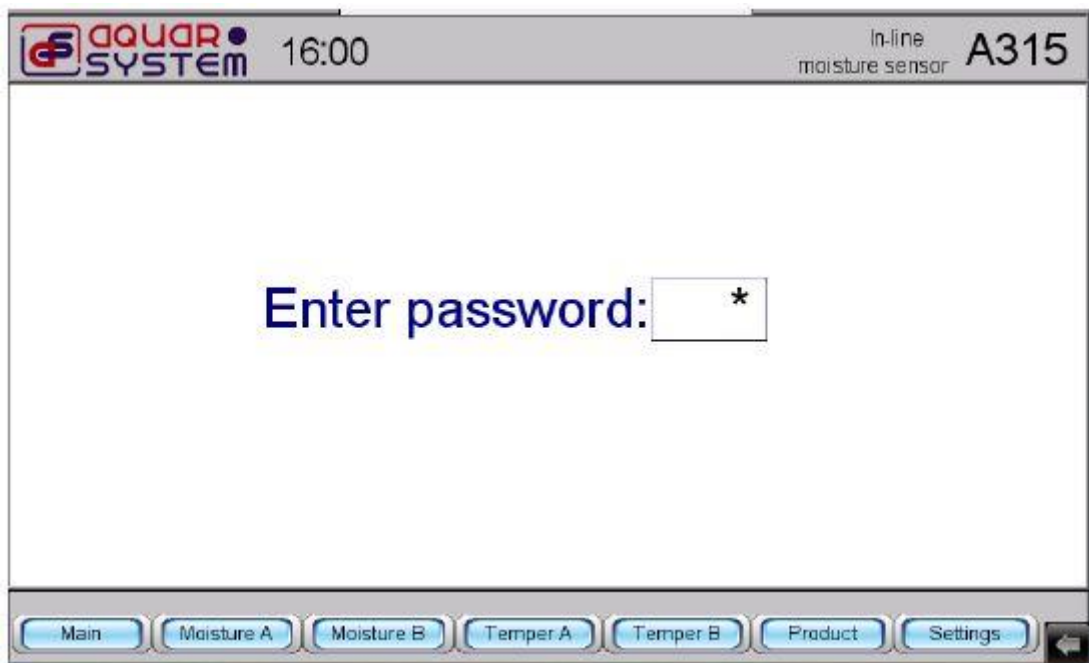 aquar
system
16:00
In-line
moisture sensor
A315
Enter password: *
Main
Moisture A
Moisture B
Temper A
Temper B
Product
Settings